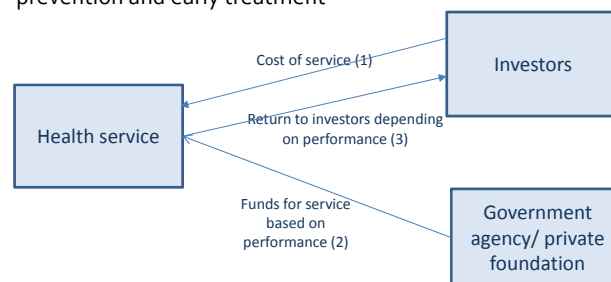 prevention and early treatment
Cost of service (1)
Investors
Health service
Return to investors depending
on performance (3)
Funds for service
based on
performance (2)
Government
agency/ private
foundation